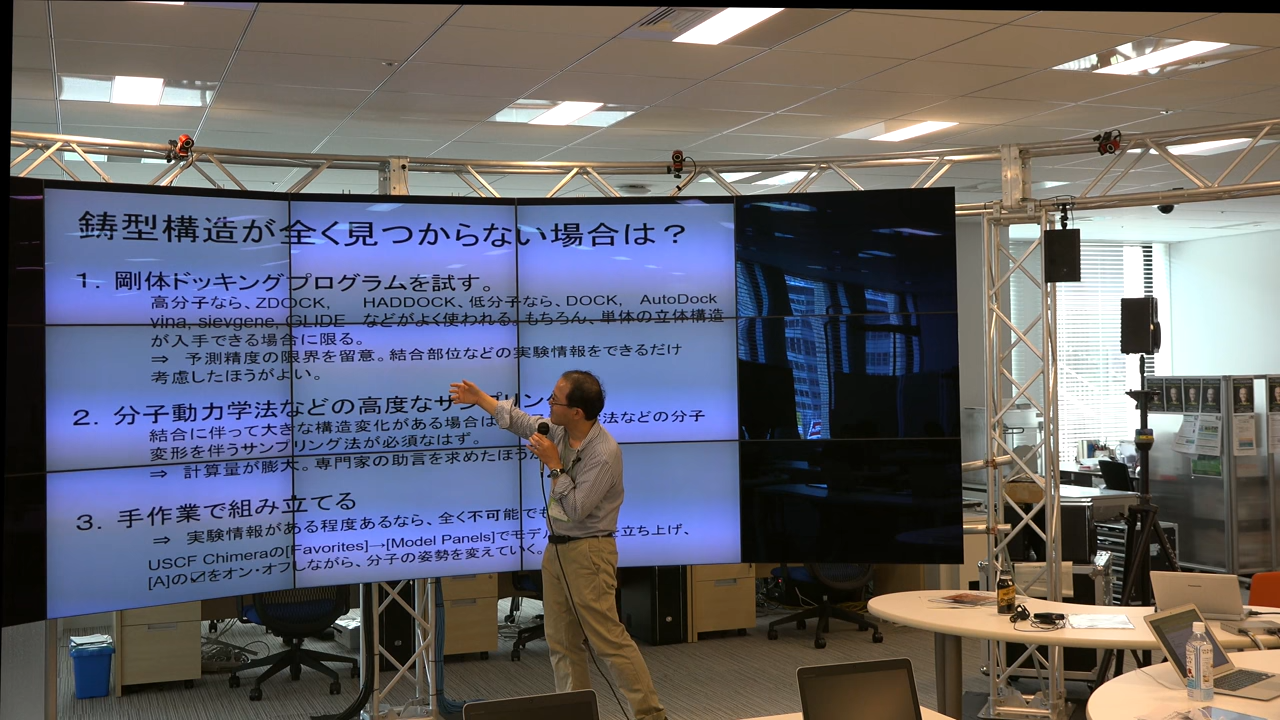 鋳型構造が全く見つからない場合は？
1. 剛体ドッキングプログラムを試す。
高分子なら、ZDOCK, HADDOCK、低分子なら、DOCK, AutoDock
vina, sievgene, GLIDE などがよく使われる。もちろん、単体の立体構造
が入手できる場合に限る。
⇒ 予測精度の限界を留 合部位などの実験情報をできるだけ
考慮したほうがよい。
2. 分子動力学法などの高度なサンプリン
結合に伴って大きな構造変化がある場合は 法などの分子
変形を伴うサンプリング法が必須なはず
⇒ 計算量が膨大。専門家の助言を求めたほう
3. 手作業で組み立てる
⇒ 実験情報がある程度あるなら、全く不可能でも
USCF Chimeraの[Favorites]→[Model Panels]でモデ を立ち上げ、
[A]の☑をオン・オフしながら、分子の姿勢を変えていく。